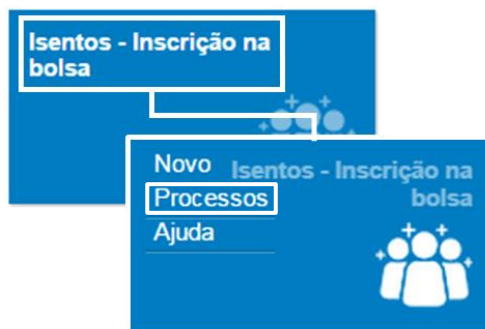 Isentos - Inscrição na
bolsa
Novo
Isentos - Inscrição na
bolsa
Processos
Ajuda